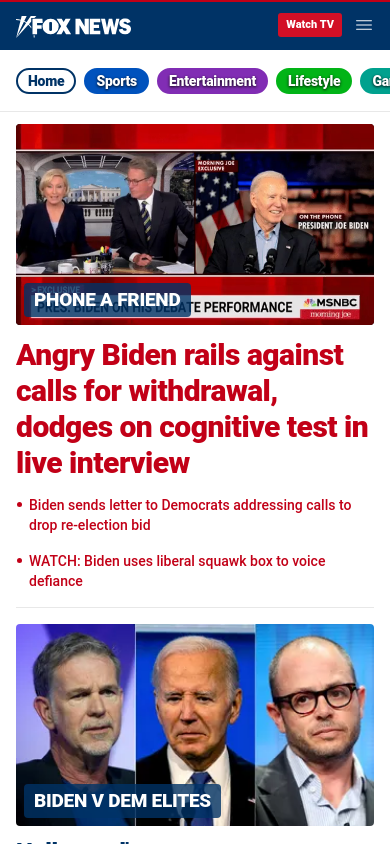 FOX NEWS
Watch TV
Home
Sports
Entertainment
Lifestyle
MORNING JOE
EXCLUSIVE
ON THE PHONE
PRESIDENT JOE BIDEN
EXCLUSIVE
PHONE A FRIEND
PRES. BIDEN ON HIS DEBATE PERFORMANCE
MSNBC
morning joe
Angry Biden rails against
calls for withdrawal,
dodges on cognitive test in
live interview
• Biden sends letter to Democrats addressing calls to
drop re-election bid
• WATCH: Biden uses liberal squawk box to voice
defiance
BIDEN V DEM ELITES